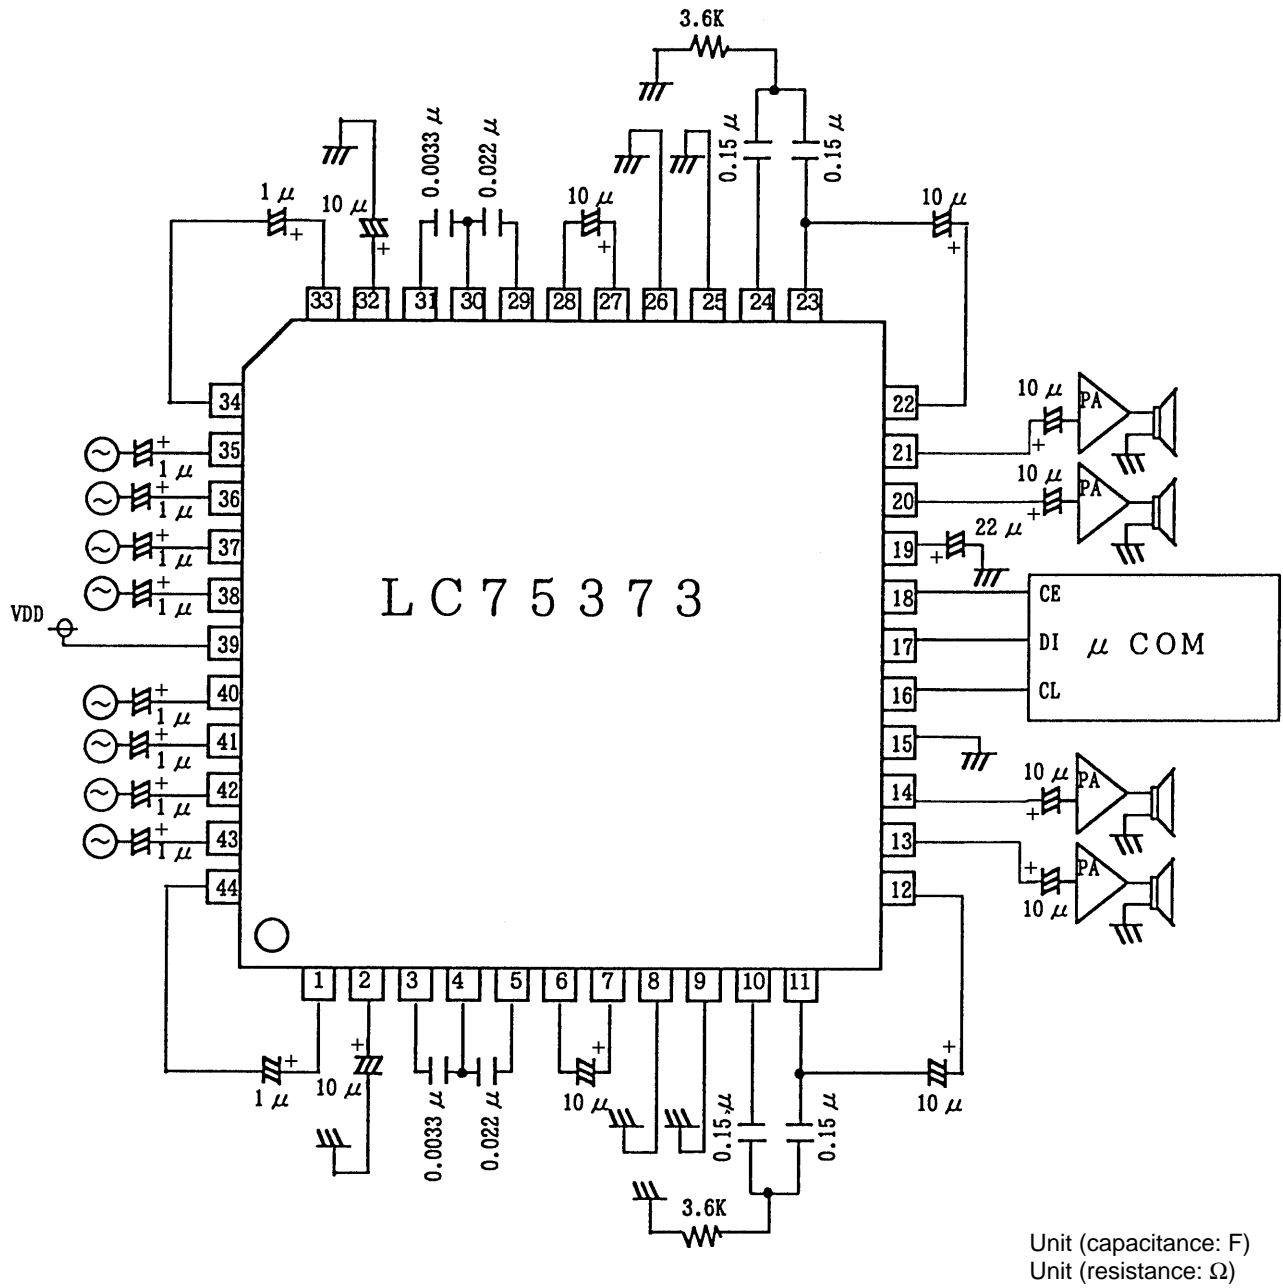 3.6K
0.0033 μ
0.022 μ
0.15 μ
0.15 μ
1 μ
10 μ
10 μ
10 μ
+
+
+
+
33
32
31
30
29
28
27
26
25
24
23
34
22
10 μ
PA
+
35
+
1 μ
21
10 μ
PA
+
36
+
1 μ
20
22 μ
+
37
+
1 μ
19
LC75373
38
+
1 μ
18
CE
VDD
39
17
DI
μ COM
40
+
1 μ
16
CL
41
+
1 μ
15
42
+
1 μ
14
10 μ
PA
+
43
+
1 μ
13
PA
+
10 μ
44
12
1
2
3
4
5
6
7
8
9
10
11
+
+
+
+
1 μ
10 μ
10 μ
10 μ
0.0033 μ
0.022 μ
0.15 μ
0.15 μ
3.6K
Unit (capacitance: F)
Unit (resistance: Ω)